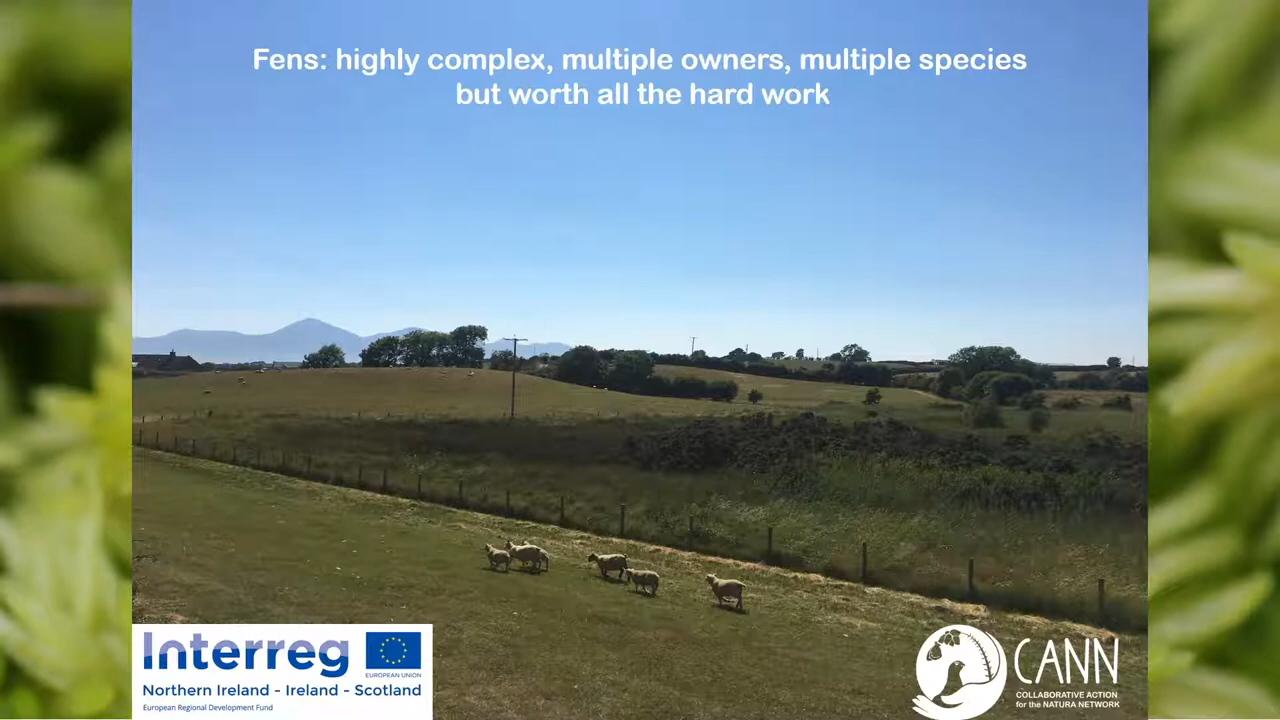 Fens: highly complex, multiple owners, multiple species
but worth all the hard work
Interreg
EUROPEAN UNION
Northern Ireland - Ireland - Scotland
European Regional Development Fund
CANN
COLLABORATIVE ACTION
for the NATURA NETWORK